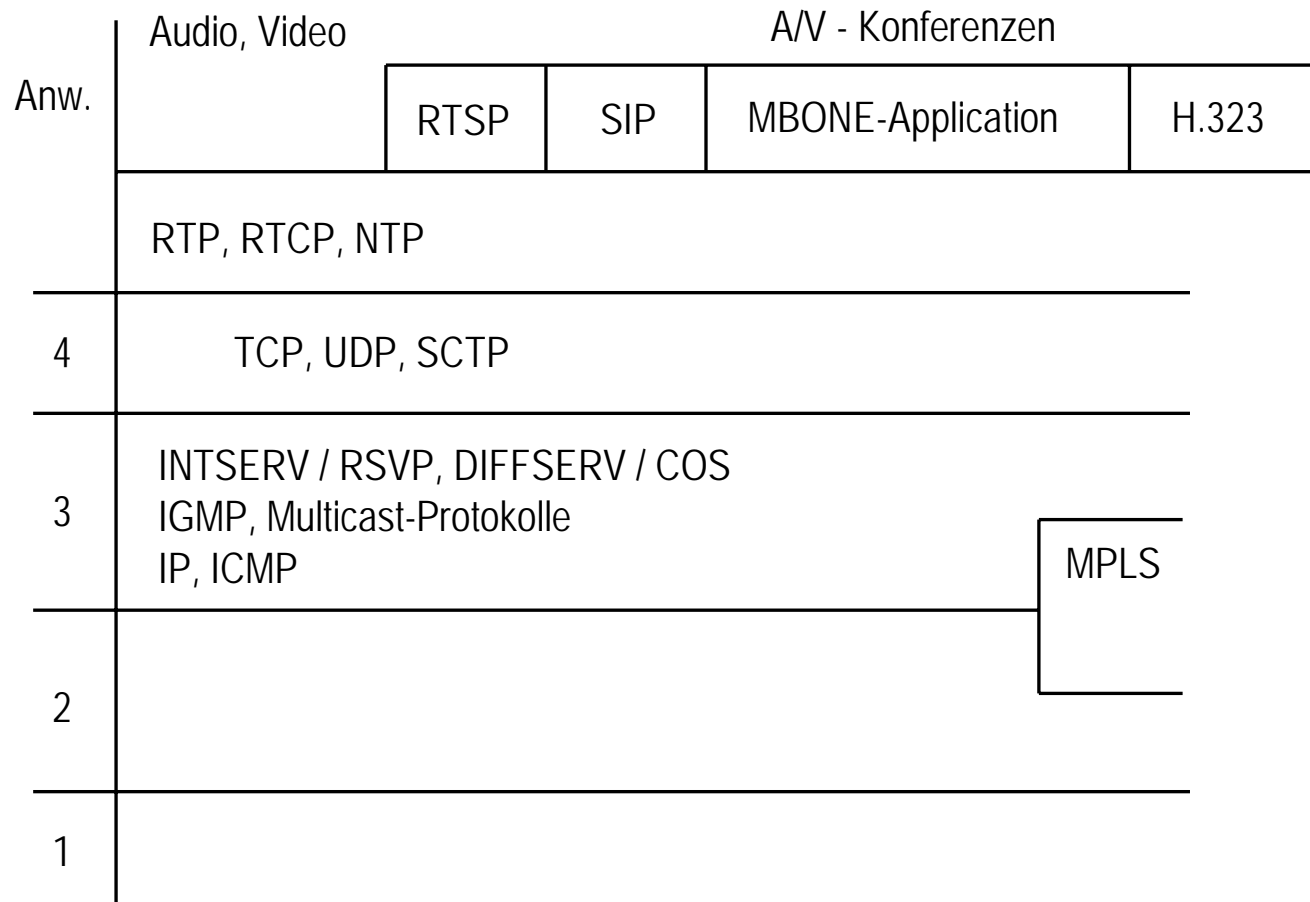 Audio, Video
A/V - Konferenzen
Anw.
RTSP
SIP
MBONE-Application
H.323
RTP, RTCP, NTP
4
TCP, UDP, SCTP
INTSERV / RSVP, DIFFSERV / COS
3
IGMP, Multicast-Protokolle
IP, ICMP
MPLS
2
1